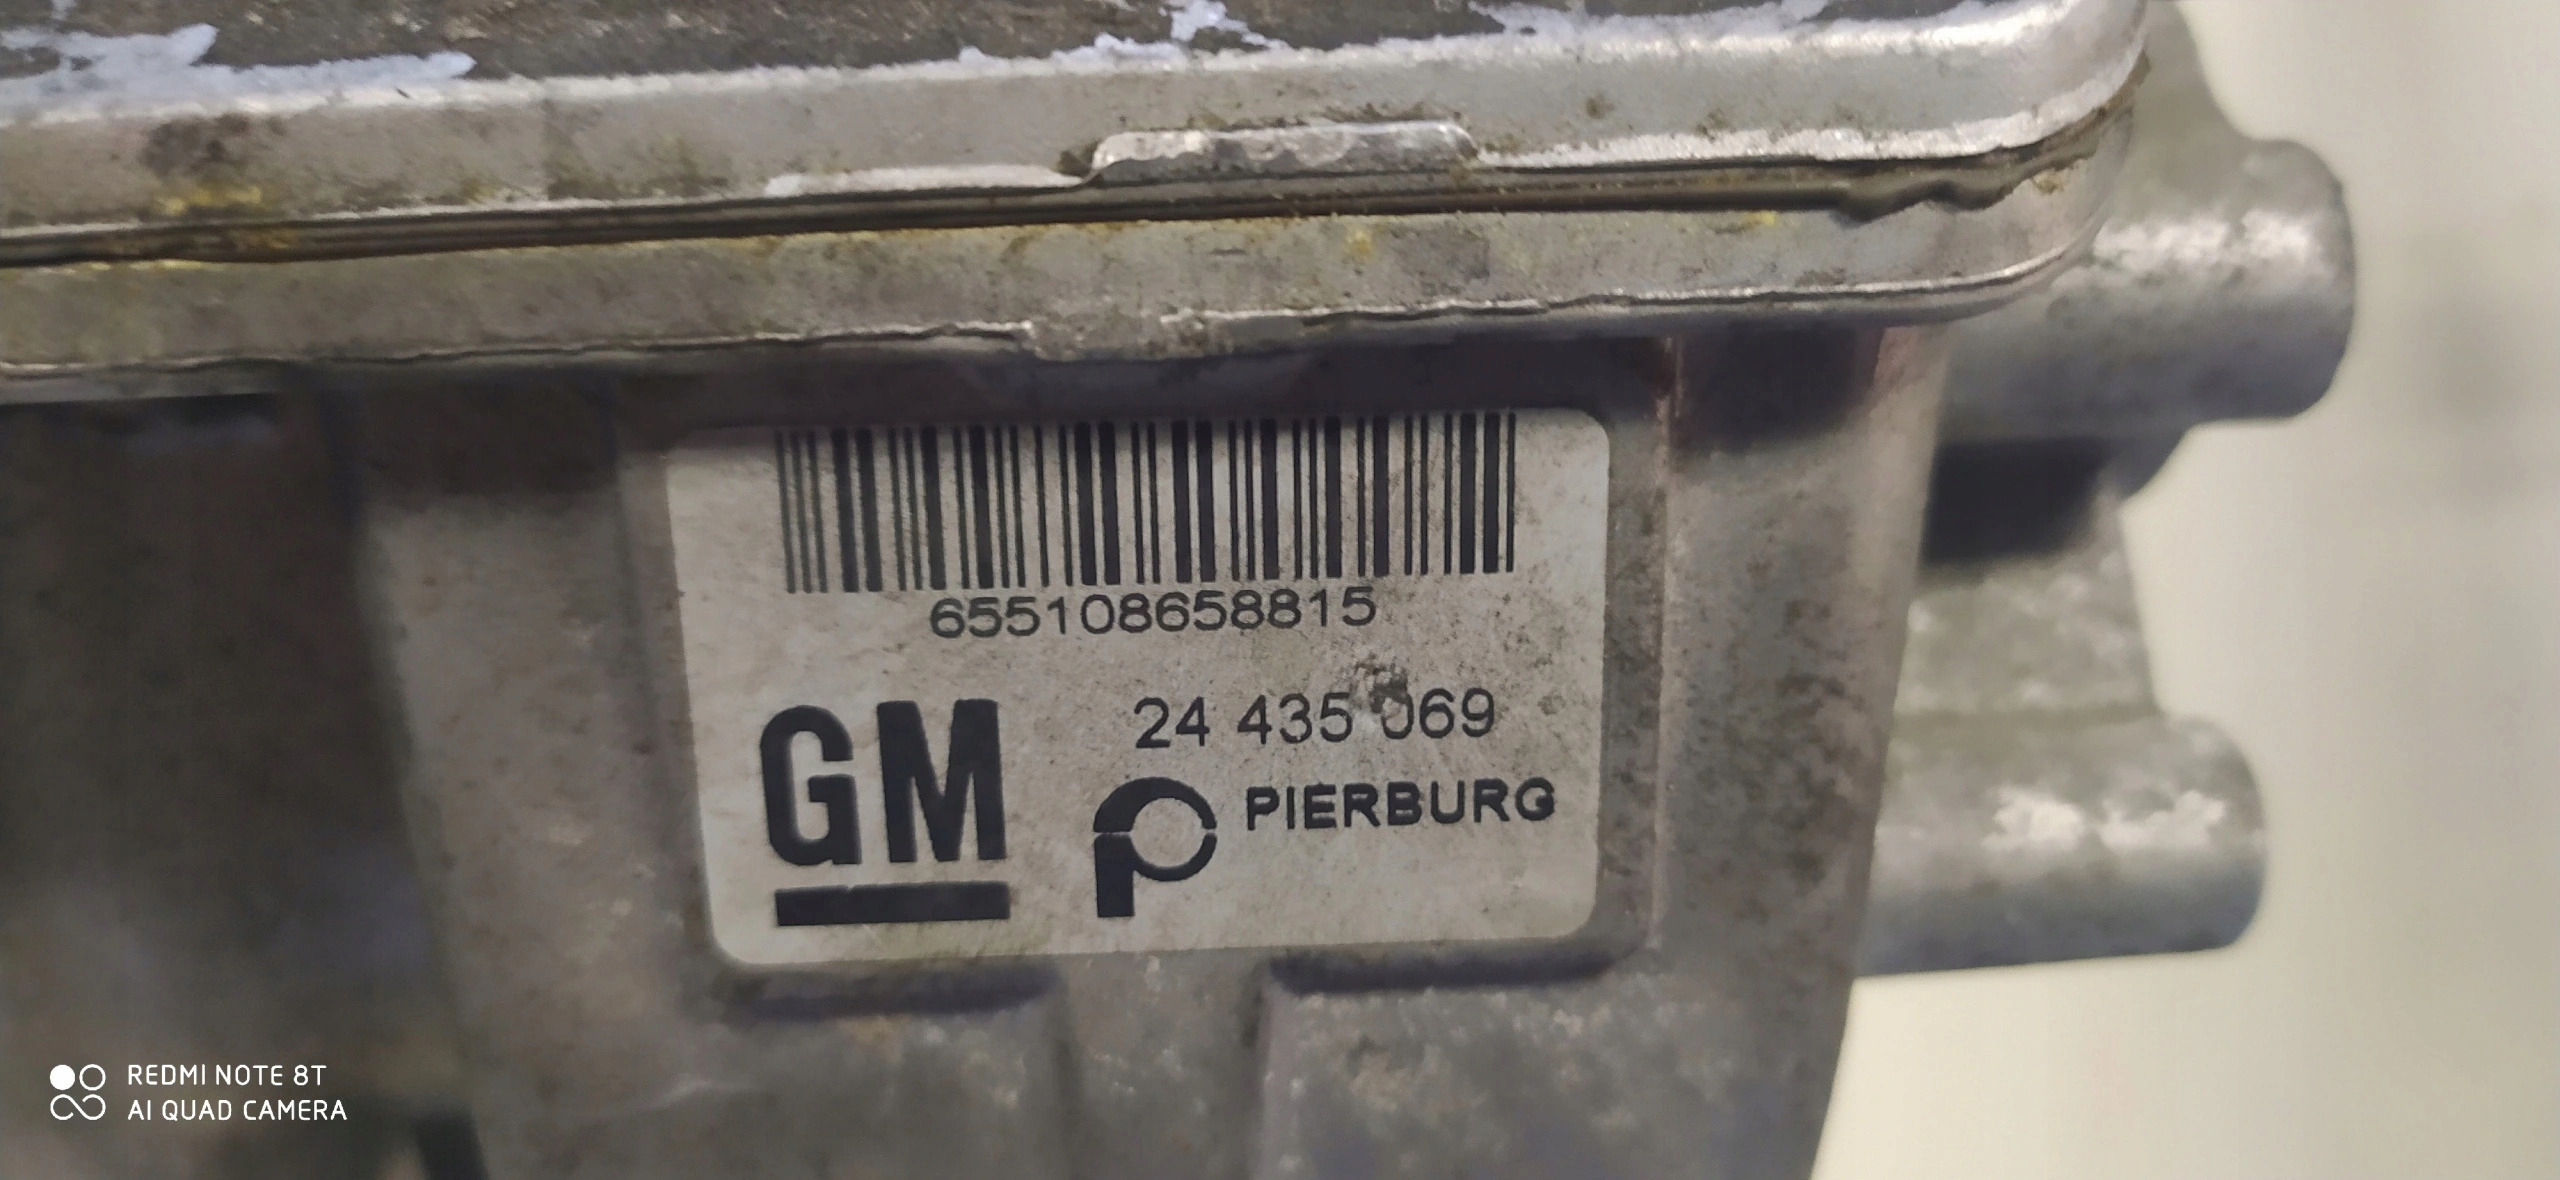 655108658815
GM
24 435 069
PIERBURG
REDMI NOTE 8T
AI QUAD CAMERA